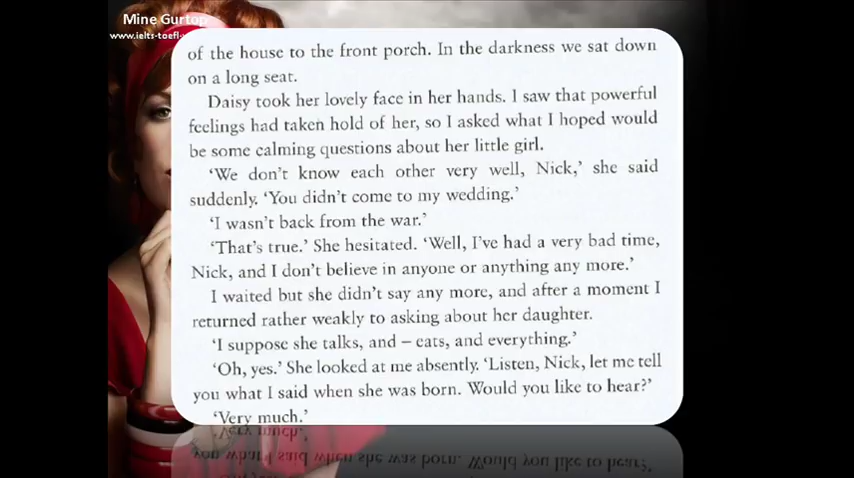 Mine Gurtop
www.ielts-toefl-
of the house to the front porch. In the darkness we sat down
on a long seat.
Daisy took her lovely face in her hands. I saw that powerful
feelings had taken hold of her, so I asked what I hoped would
be some calming questions about her little girl.
‘We don’t know each other very well, Nick,’ she said
suddenly. ‘You didn’t come to my wedding.’
‘I wasn’t back from the war.’
‘That’s true.’ She hesitated. ‘Well, I’ve had a very bad time,
Nick, and I don’t believe in anyone or anything any more.’
I waited but she didn’t say any more, and after a moment I
returned rather weakly to asking about her daughter.
‘I suppose she talks, and – eats, and everything.’
‘Oh, yes.’ She looked at me absently. ‘Listen, Nick, let me tell
you what I said when she was born. Would you like to hear?’
‘Very much.’